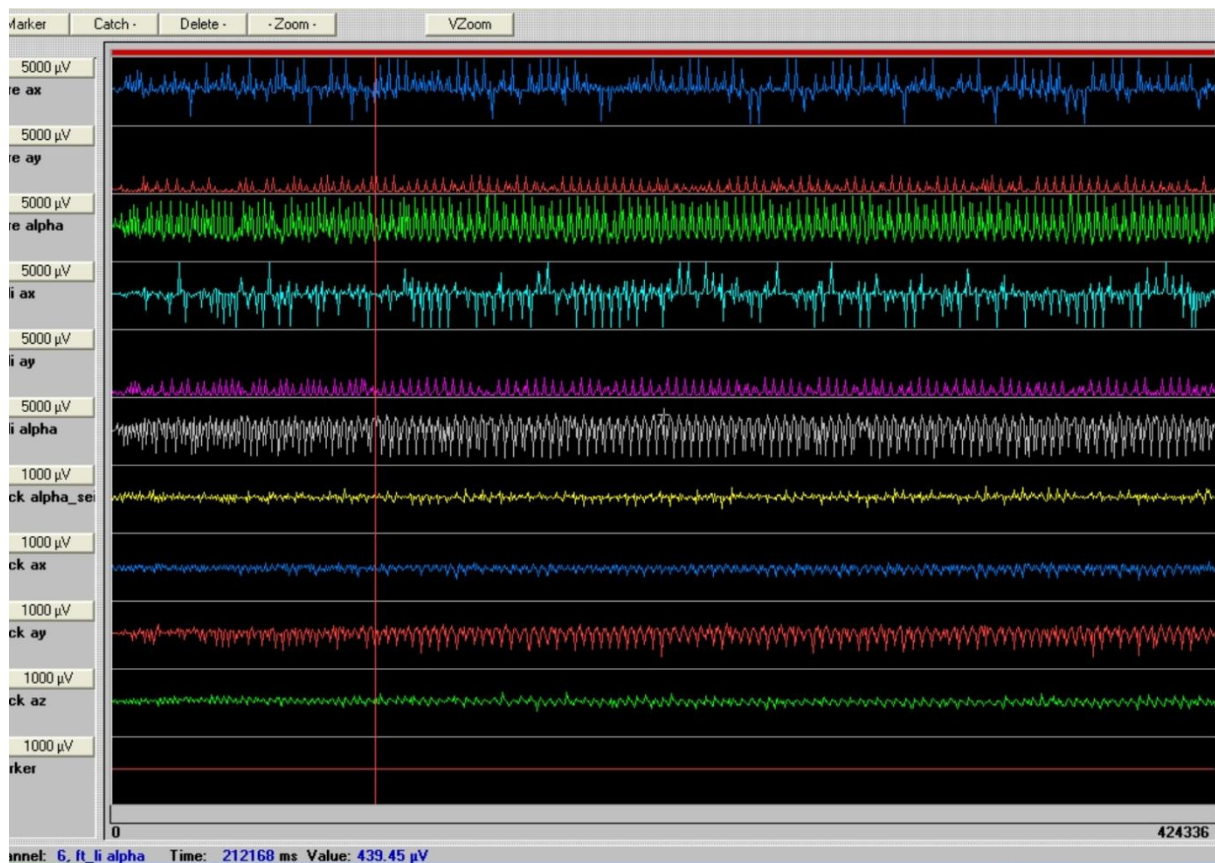 Marker Catch · Delete · · Zoom · VZoom
5000 µV
re ax
5000 µV
re ay
5000 µV
re alpha
5000 µV
li ax
5000 µV
li ay
5000 µV
li alpha
1000 µV
ck alpha_sei
1000 µV
ck ax
1000 µV
ck ay
1000 µV
ck az
1000 µV
rker
0 424336
annel: 6, ft_li alpha Time: 212168 ms Value: 439.45 µV